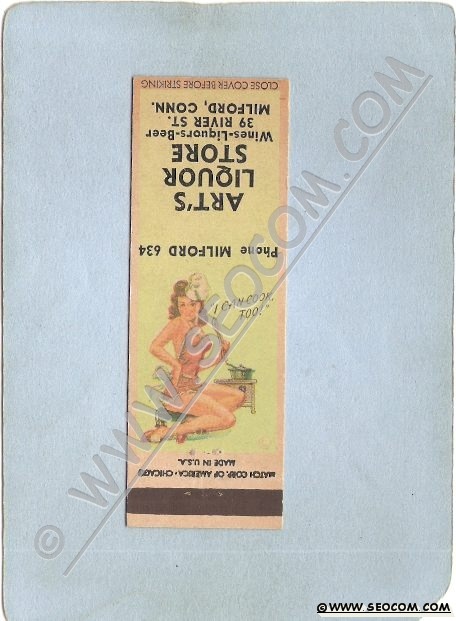 CLOSE COVER BEFORE STRIKING
ART'S
LIQUOR
STORE
Wines-Liquors-Beer
39 RIVER ST.
MILFORD, CONN.
Phone MILFORD 634
"I CAN COOK,
TOO!"
MATCH CORP. OF AMERICA · CHICAGO
MADE IN U.S.A.
© WWW.SEOCOM.COM
© WWW.SEOCOM.COM